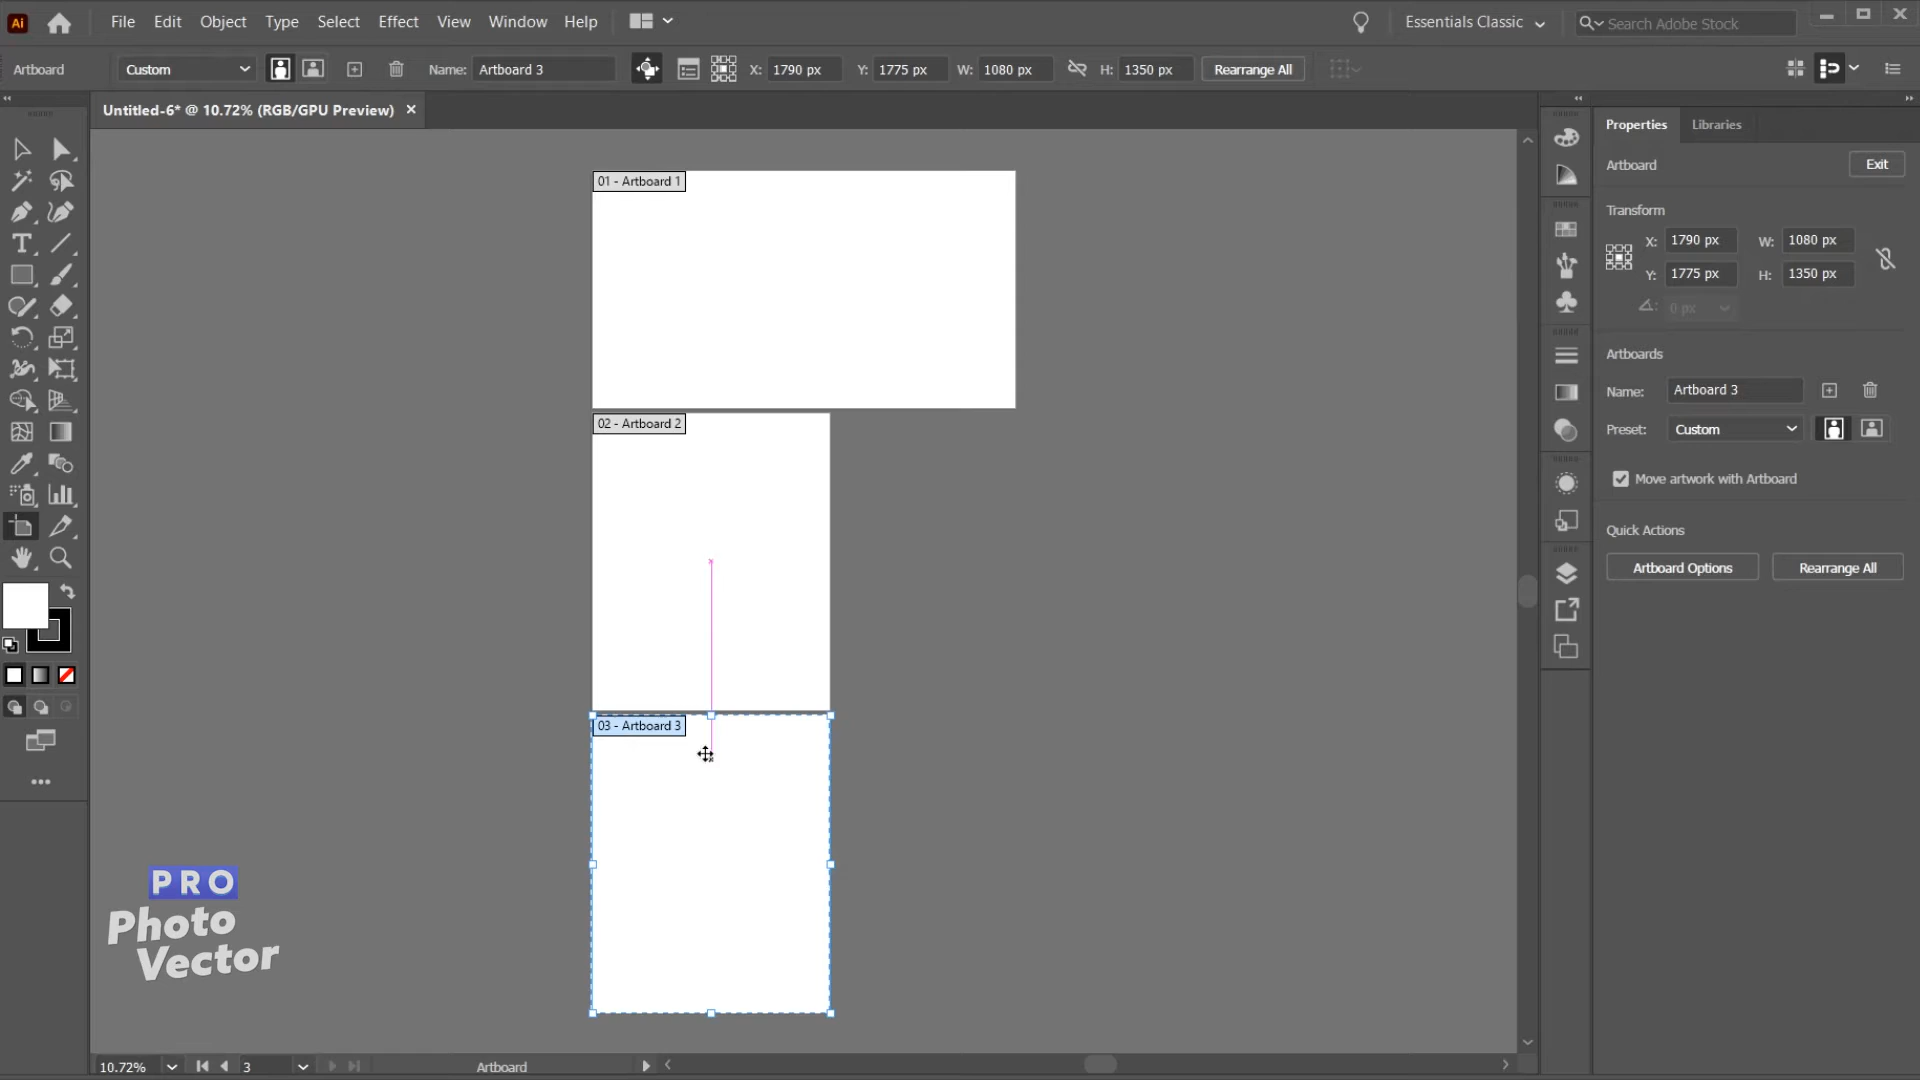 Ai File Edit Object Type Select Effect View Window Help Essentials Classic Search Adobe Stock
Artboard Custom Name: Artboard 3 X: 1790 px Y: 1775 px W: 1080 px H: 1350 px Rearrange All
Untitled-6* @ 10.72% (RGB/GPU Preview) ×
Properties Libraries
Artboard Exit
Transform
X: 1790 px W: 1080 px
Y: 1775 px H: 1350 px
0 px
Artboards
Name: Artboard 3
Preset: Custom
Move artwork with Artboard
Quick Actions
Artboard Options Rearrange All
01 - Artboard 1
02 - Artboard 2
03 - Artboard 3
PRO
Photo
Vector
10.72% 3 Artboard